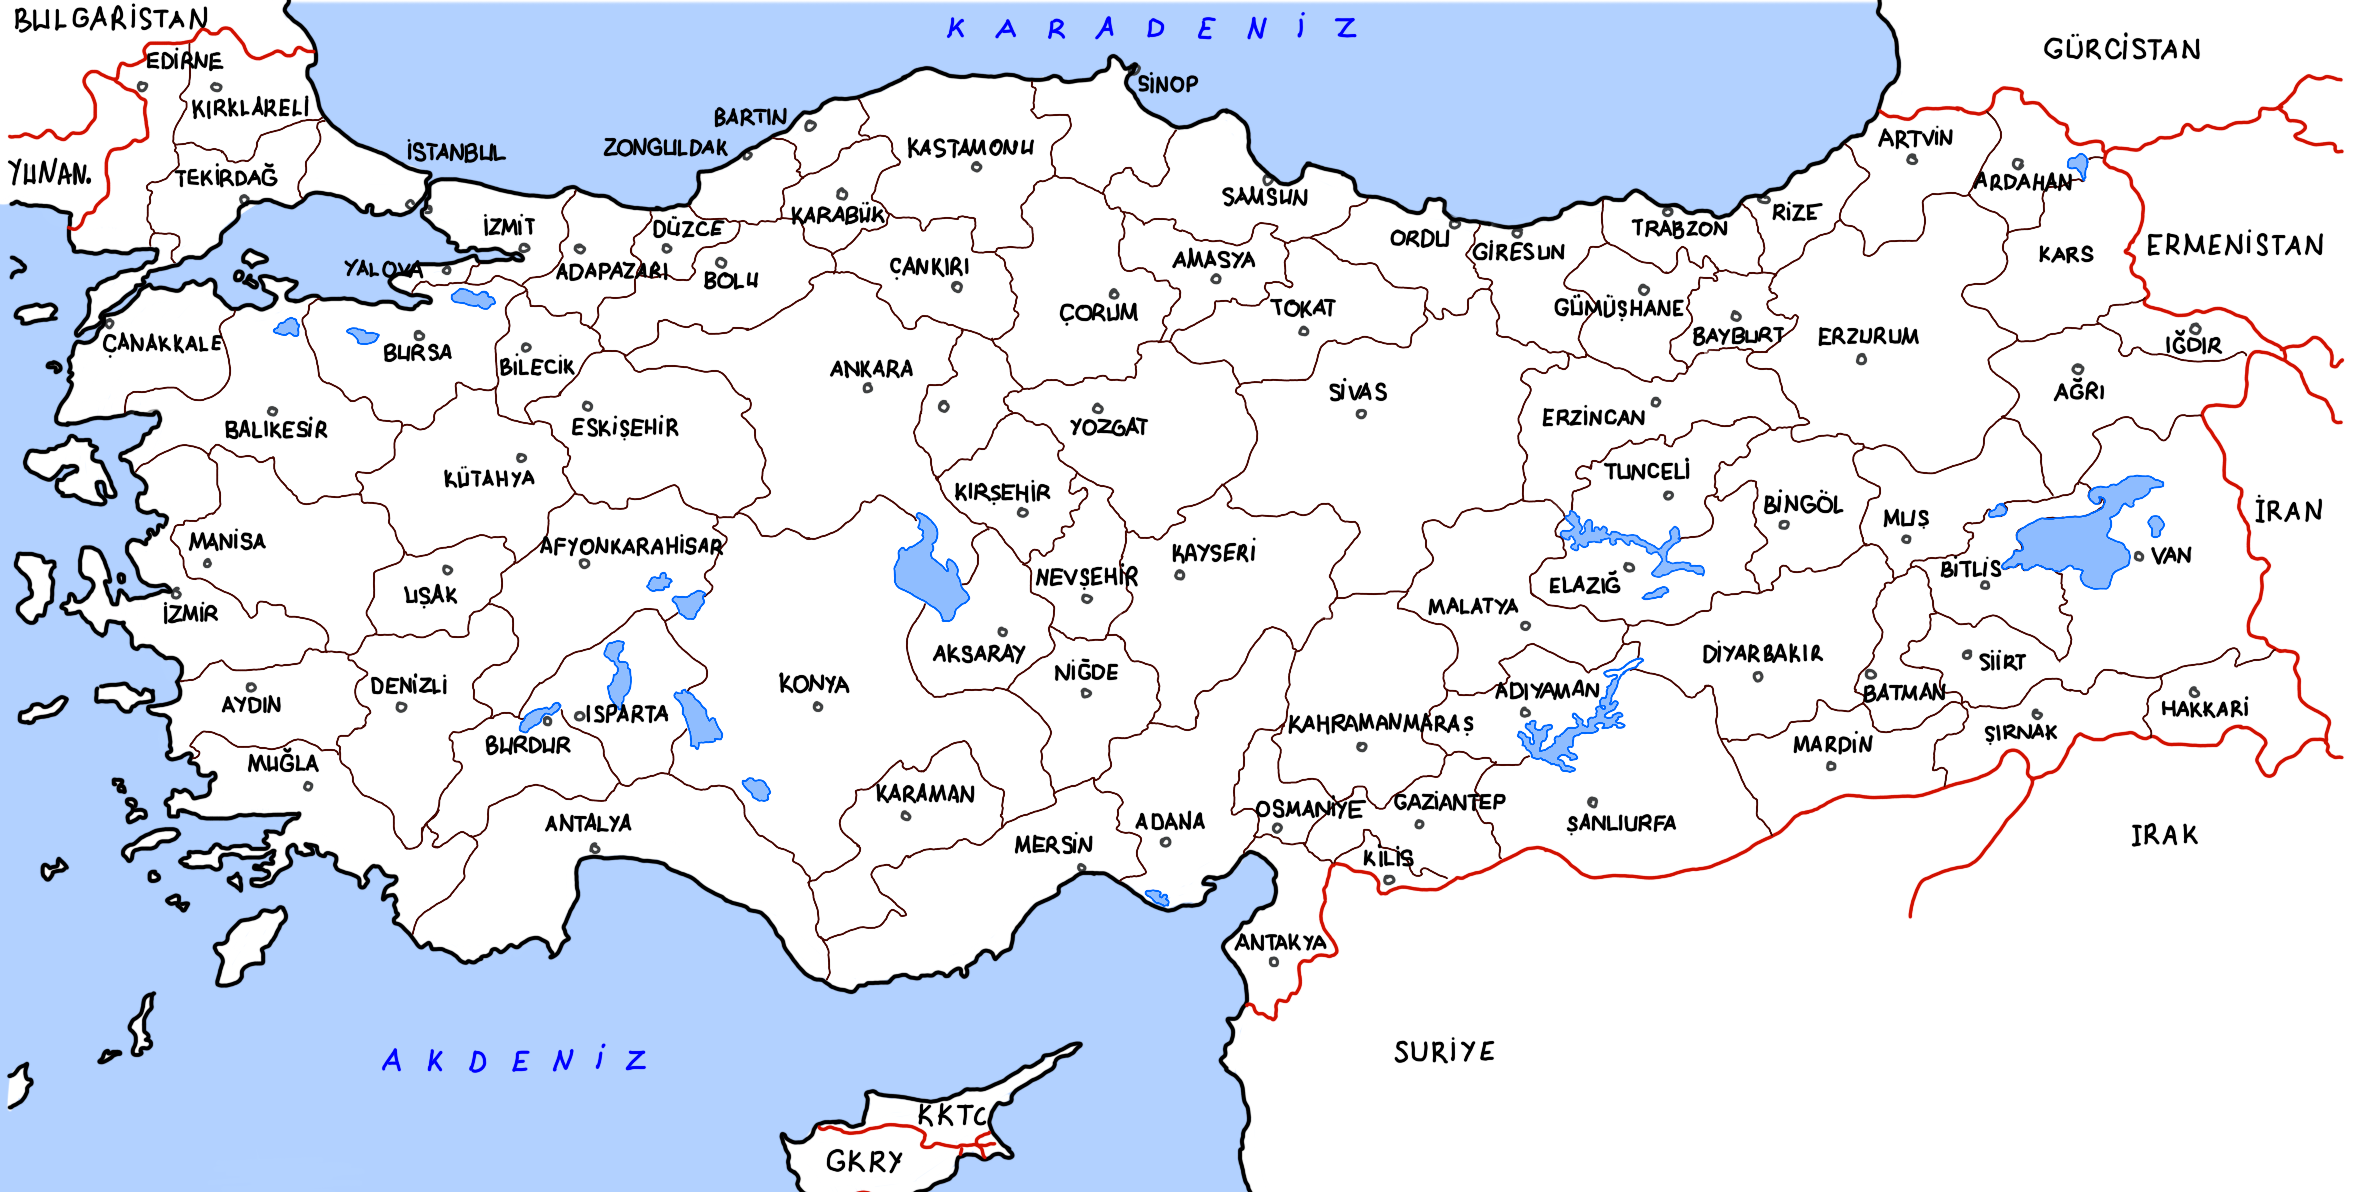 BULGARİSTAN
KARADENİZ
GÜRCİSTAN
EDİRNE
SİNOP
KIRKLARELİ
BARTIN
ARTVİN
ZONGULDAK
KASTAMONU
İSTANBUL
YUNAN.
TEKİRDAĞ
ARDAHAN
SAMSUN
KARABÜK
RİZE
İZMİT
DÜZCE
TRABZON
ORDU
GİRESUN
ERMENİSTAN
KARS
YALOVA
ADAPAZARI
BOLU
ÇANKIRI
AMASYA
ÇORUM
TOKAT
GÜMÜŞHANE
BAYBURT
ERZURUM
ÇANAKKALE
BURSA
BİLECİK
IĞDIR
ANKARA
SİVAS
AĞRI
BALIKESİR
ESKİŞEHİR
YOZGAT
ERZİNCAN
KÜTAHYA
TUNCELİ
KIRŞEHİR
BİNGÖL
MUŞ
İRAN
MANİSA
AFYONKARAHİSAR
KAYSERİ
VAN
UŞAK
NEVŞEHİR
ELAZIĞ
BİTLİS
İZMİR
MALATYA
AKSARAY
DİYARBAKIR
SİİRT
AYDIN
DENİZLİ
KONYA
NİĞDE
ADIYAMAN
BATMAN
HAKKARİ
ISPARTA
KAHRAMANMARAŞ
ŞIRNAK
BURDUR
MARDİN
MUĞLA
KARAMAN
OSMANİYE
GAZİANTEP
ANTALYA
ADANA
ŞANLIURFA
MERSİN
KİLİS
IRAK
ANTAKYA
AKDENİZ
SURİYE
KKTC
GKRY